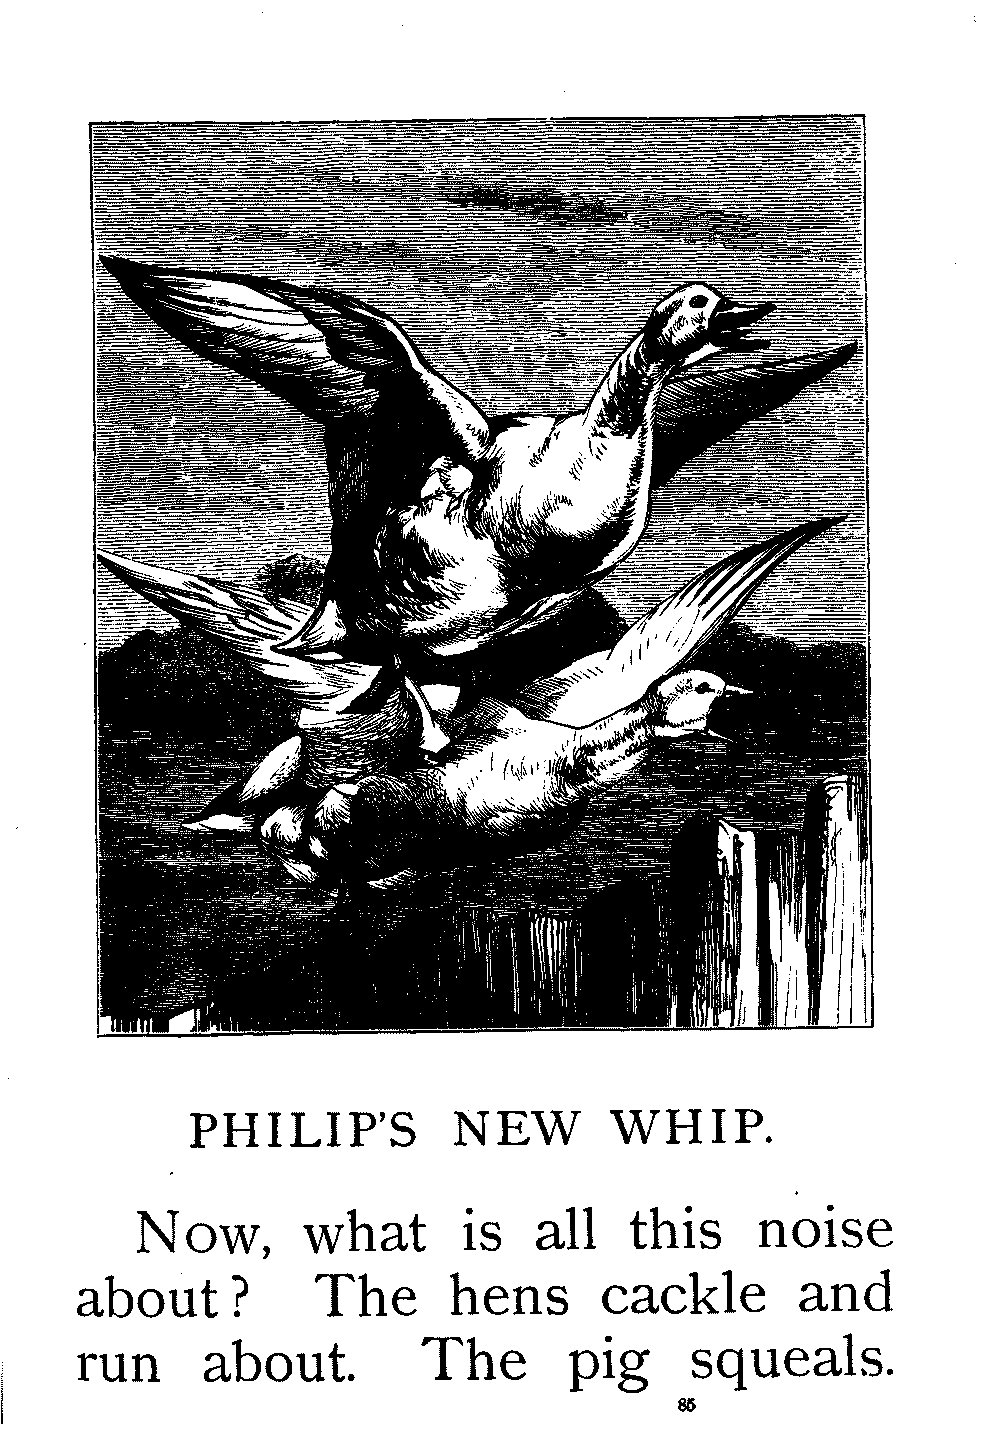 PHILIP'S NEW WHIP.
Now, what is all this noise
about? The hens cackle and
run about. The pig squeals.
85